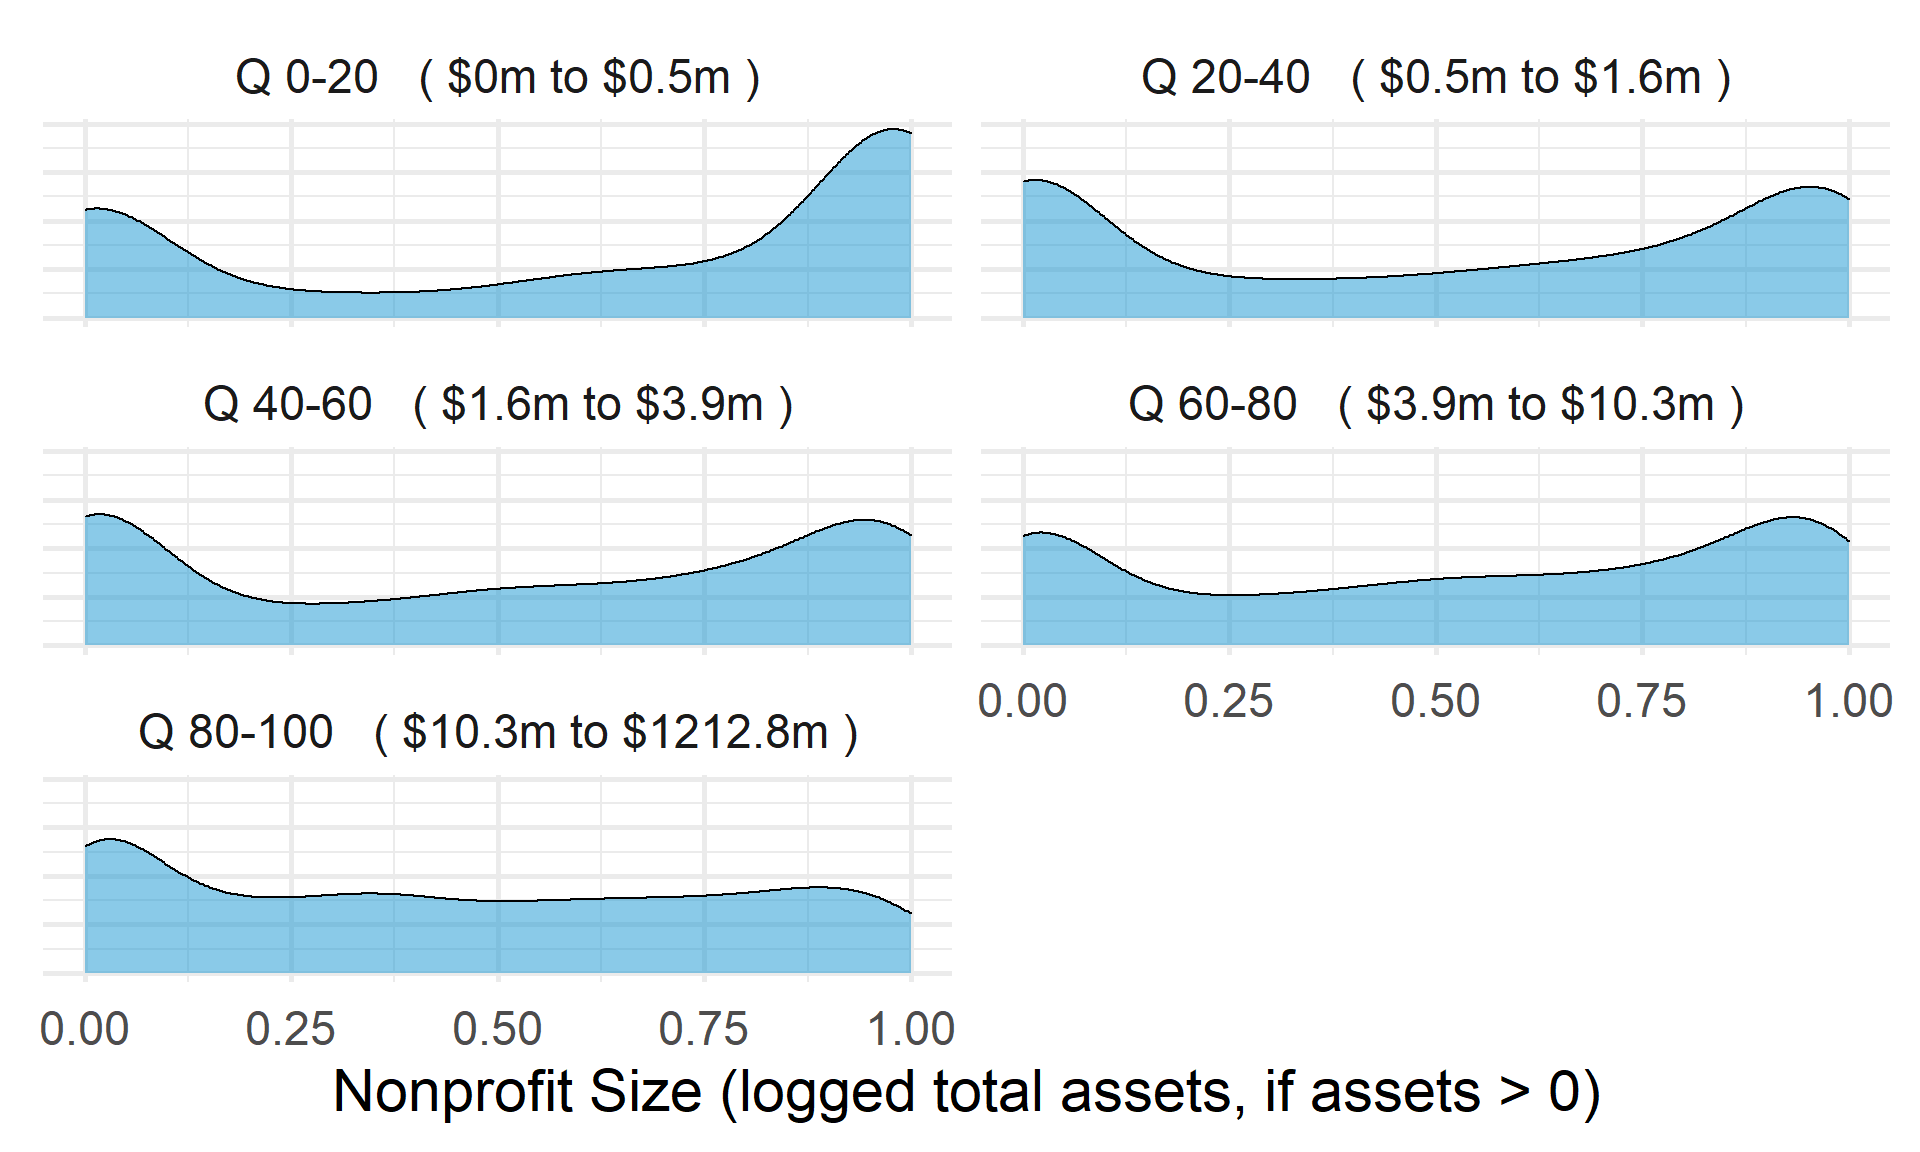 Q 0-20 ( $0m to $0.5m )
Q 20-40 ( $0.5m to $1.6m )
Q 40-60 ( $1.6m to $3.9m )
Q 60-80 ( $3.9m to $10.3m )
0.00 0.25 0.50 0.75 1.00
Q 80-100 ( $10.3m to $1212.8m )
0.00 0.25 0.50 0.75 1.00
Nonprofit Size (logged total assets, if assets > 0)